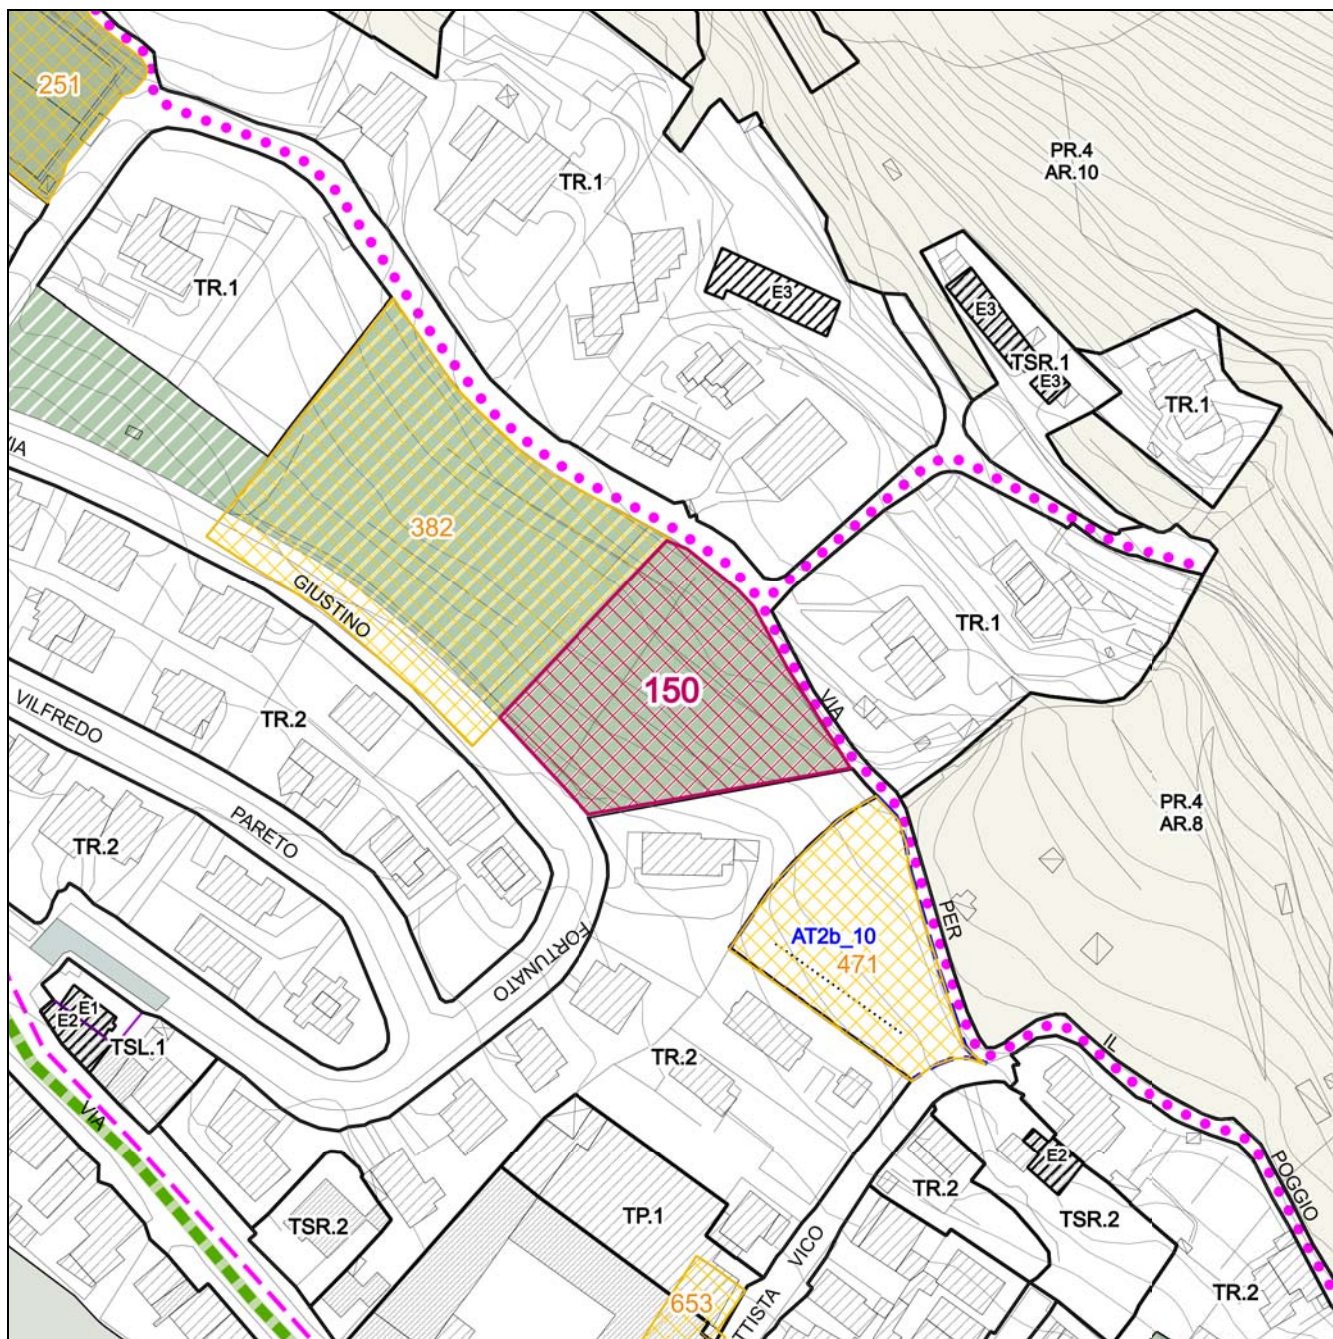 251
PR.4
AR.10
TR.1
TR.1
E3
E3
TSR.1
E3
TR.1
VIA
382
GIUSTINO
TR.1
150
VIA
VILFREDO
TR.2
PARETO
TR.2
PR.4
AR.8
PER
FORTUNATO
AT2b_10
471
E1
E2
TSL.1
TR.2
IL
VIA
E2
POGGIO
TR.2
TSR.2
TP.1
TSR.2
VICO
TR.2
653
TTISTA